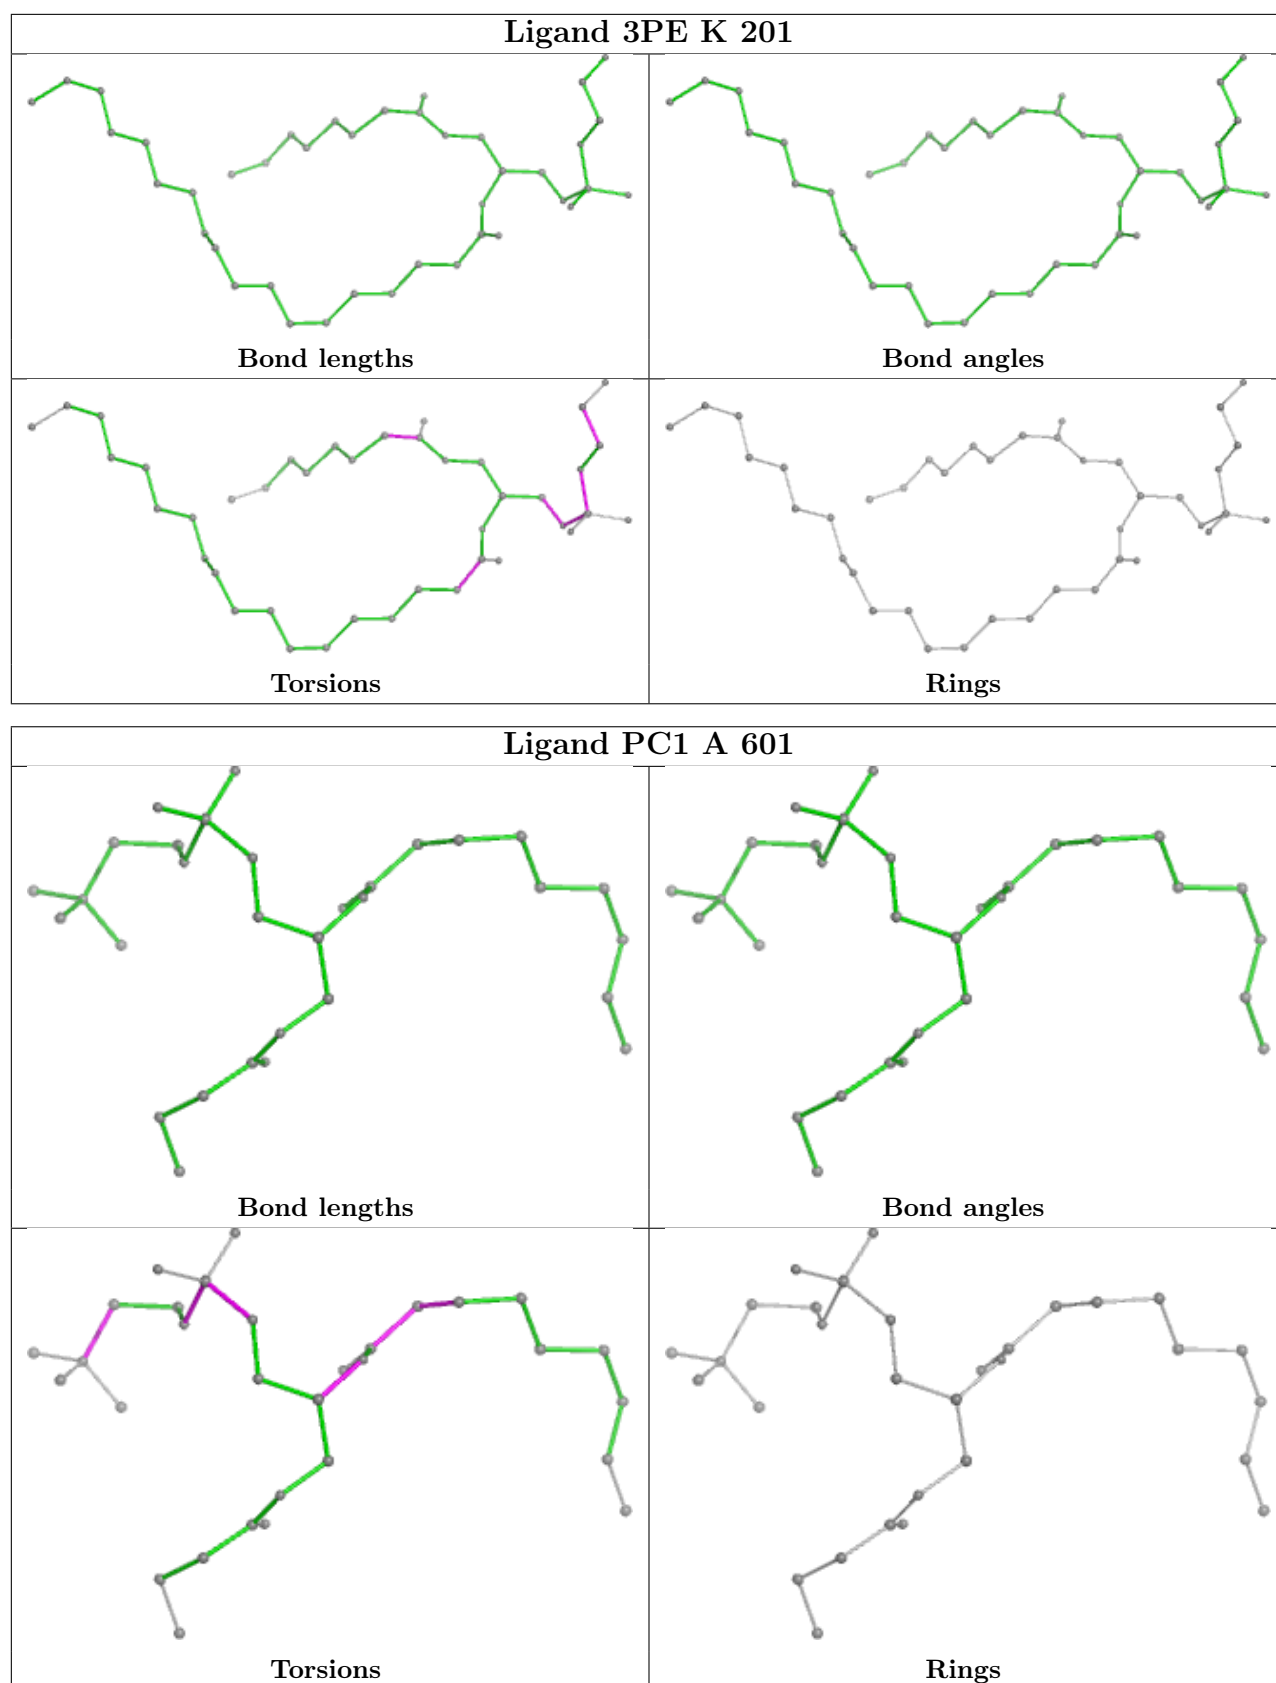 Ligand 3PE K 201
Bond lengths
Bond angles
Torsions
Rings
Ligand PC1 A 601
Bond lengths
Bond angles
Torsions
Rings